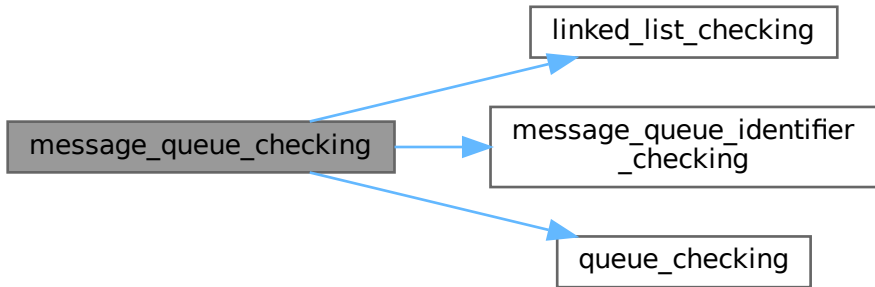 linked_list_checking
message_queue_checking
message_queue_identifier
_checking
queue_checking